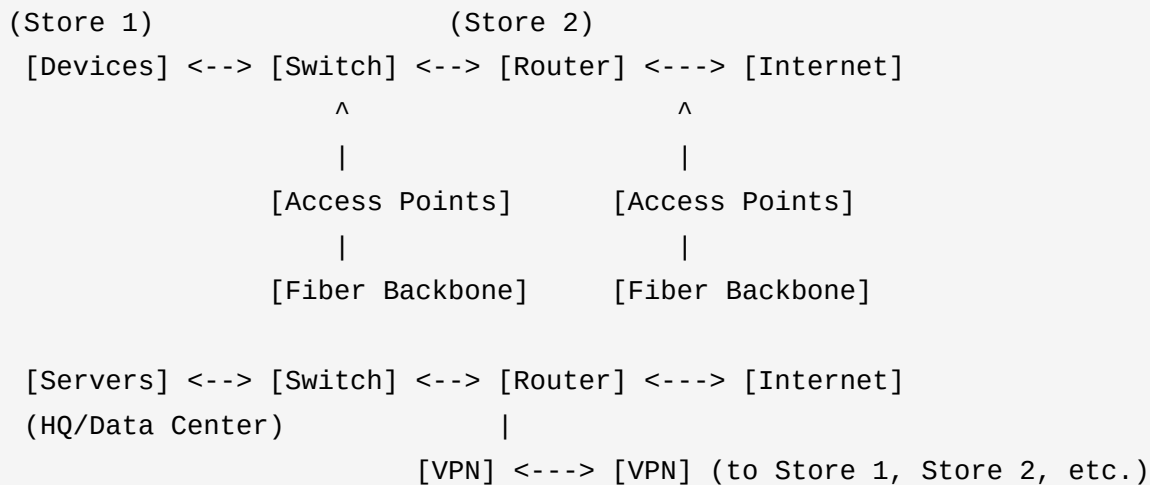 (Store 1) (Store 2)
[Devices] <--> [Switch] <--> [Router] <---> [Internet]
^ ^
| |
[Access Points] [Access Points]
| |
[Fiber Backbone] [Fiber Backbone]
[Servers] <--> [Switch] <--> [Router] <---> [Internet]
(HQ/Data Center) |
[VPN] <---> [VPN] (to Store 1, Store 2, etc.)